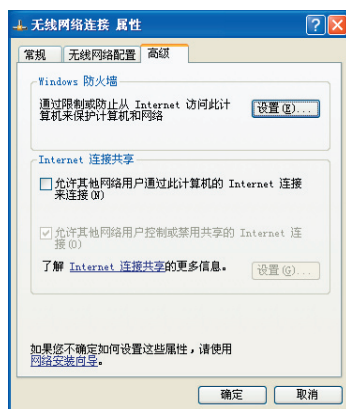 无线网络连接 属性
常规 无线网络配置 高级
Windows 防火墙
通过限制或防止从 Internet 访问此计
算机来保护计算机和网络
设置(E)...
Internet 连接共享
允许其他网络用户通过此计算机的 Internet 连接
来连接(N)
允许其他网络用户控制或禁用共享的 Internet 连
接(O)
了解 Internet 连接共享的更多信息。
设置(G)...
如果您不确定如何设置这些属性，请使用
网络安装向导。
确定 取消